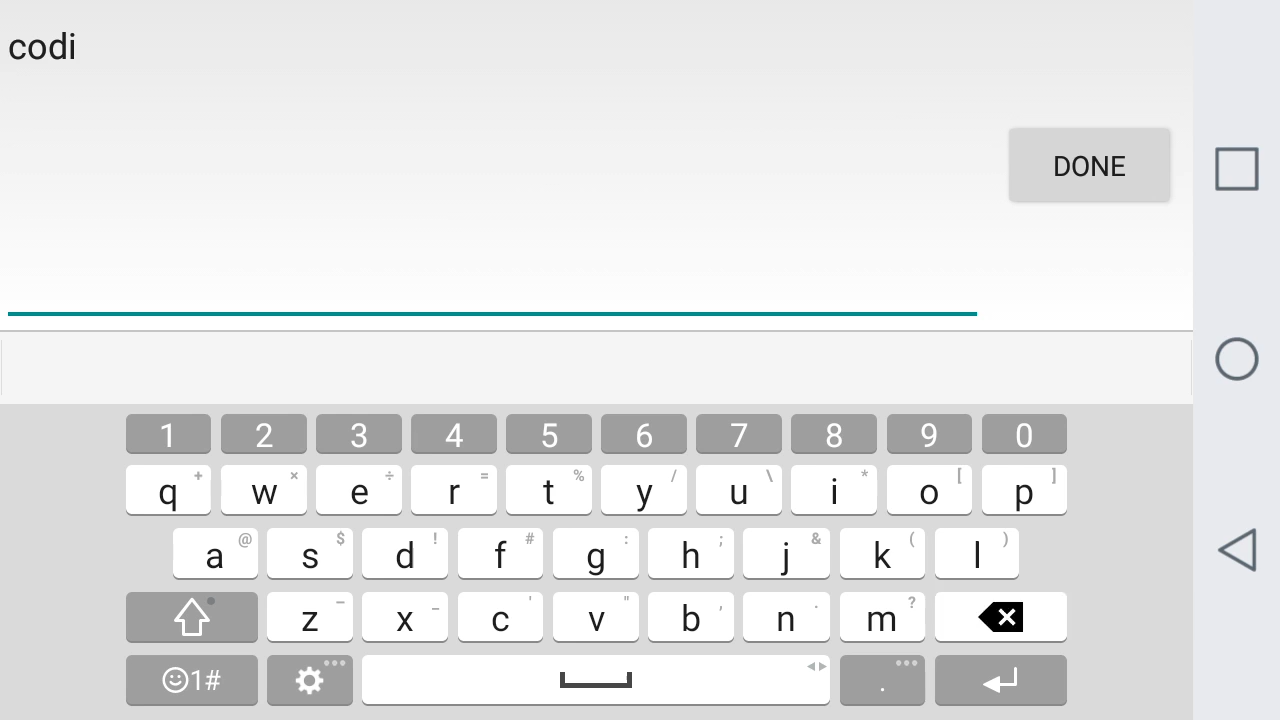 codi
DONE
1 2 3 4 5 6 7 8 9 0
q + w × e ÷ r = t % y / u \ i * o [ p ]
a @ s $ d ! f # g : h ; j & k ( l )
z – x _ c ' v " b , n . m ?
1# .